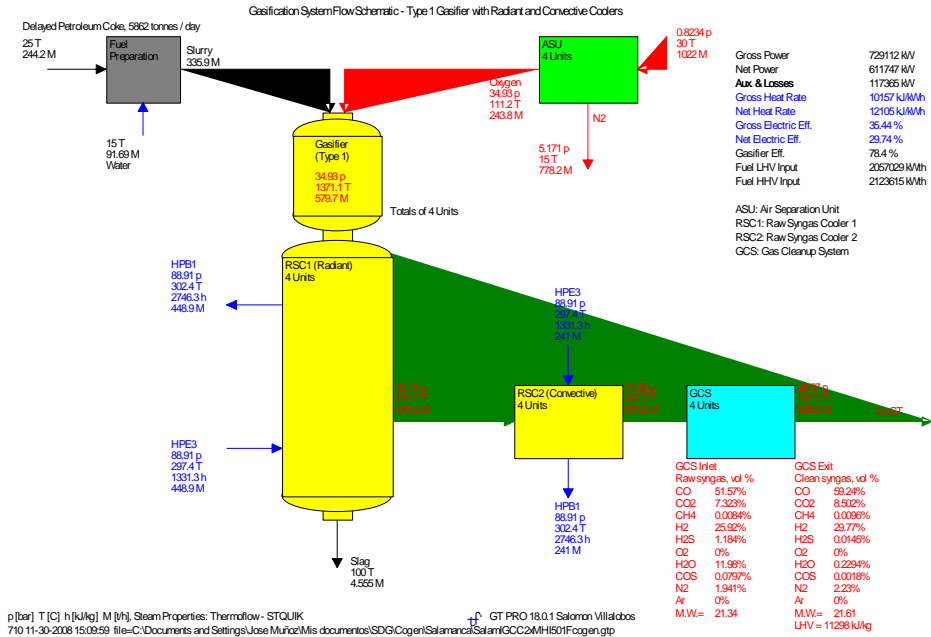 Gasification System Flow Schematic - Type 1 Gasifier with Radiant and Convective Coolers
Delayed Petroleum Coke, 5862 tonnes / day
25 T
244.2 M
Fuel
Preparation
Slurry
335.9 M
15 T
91.69 M
Water
ASU
4 Units
0.8234 p
30 T
1022 M
Oxygen
34.93 p
111.2 T
243.8 M
N2
5.171 p
15 T
778.2 M
Gross Power 729112 kW
Net Power 611747 kW
Aux. & Losses 117365 kW
Gross Heat Rate 10157 kJ/kWh
Net Heat Rate 12105 kJ/kWh
Gross Electric Eff. 35.44 %
Net Electric Eff. 29.74 %
Gasifier Eff. 78.4 %
Fuel LHV Input 2057029 kWth
Fuel HHV Input 2123615 kWth
ASU: Air Separation Unit
RSC1: Raw Syngas Cooler 1
RSC2: Raw Syngas Cooler 2
GCS: Gas Cleanup System
Gasifier
(Type 1)
34.93 p
1371.1 T
579.7 M
Totals of 4 Units
RSC1 (Radiant)
4 Units
HPB1
88.91 p
302.4 T
2746.3 h
448.9 M
HPE3
88.91 p
297.4 T
1331.3 h
448.9 M
HPE3
88.91 p
297.4 T
1331.3 h
241 M
RSC2 (Convective)
4 Units
HPB1
88.91 p
302.4 T
2746.3 h
241 M
GCS
4 Units
To GT
Slag
100 T
4.555 M
GCS Inlet
Raw syngas, vol %
CO 51.57%
CO2 7.323%
CH4 0.0084%
H2 25.92%
H2S 1.184%
O2 0%
H2O 11.98%
COS 0.0797%
N2 1.941%
Ar 0%
M.W.= 21.34
GCS Exit
Clean syngas, vol %
CO 59.24%
CO2 8.502%
CH4 0.0096%
H2 29.77%
H2S 0.0145%
O2 0%
H2O 0.2294%
COS 0.0018%
N2 2.23%
Ar 0%
M.W.= 21.61
LHV = 11298 kJ/kg
p [bar] T [C] h [kJ/kg] M [t/h], Steam Properties: Thermoflow - STQUIK
GT PRO 18.0.1 Salomon Villalobos
710 11-30-2008 15:09:59 file=C:\Documents and Settings\Jose Muñoz\Mis documentos\SDG\Cogen\Salamanca\SalamIGCC2xMHI501Fcogen.gtp